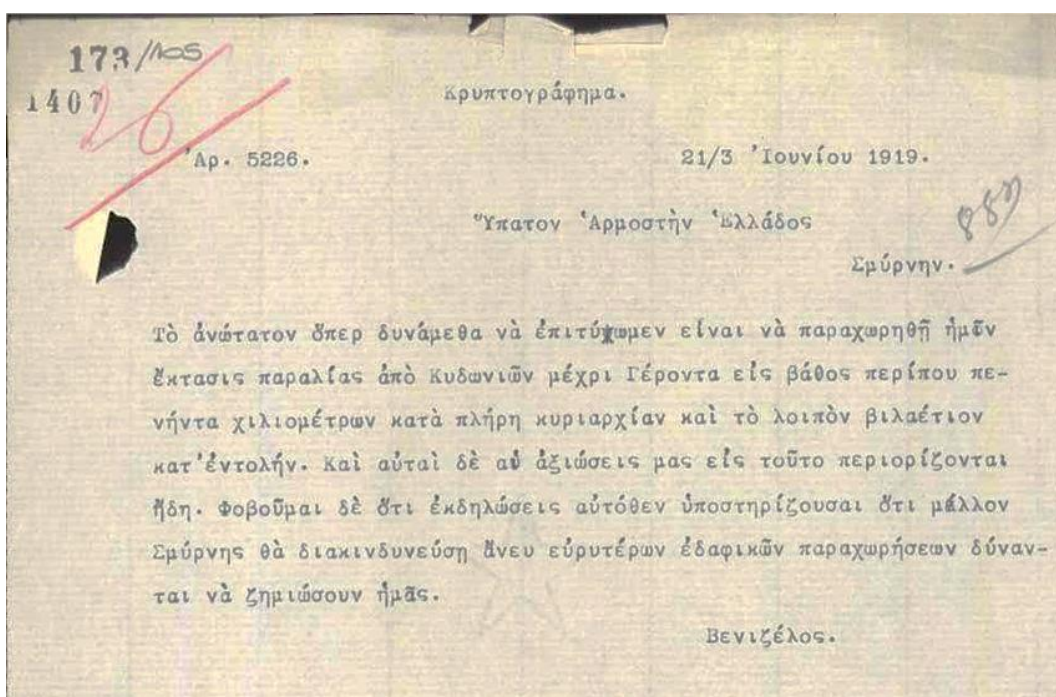 173/105
1407
26
Κρυπτογράφημα.
Ἀρ. 5226.
21/3 Ἰουνίου 1919.
Ὕπατον Ἁρμοστὴν Ἑλλάδος
Σμύρνην.
Τὸ ἀνώτατον ὅπερ δυνάμεθα νὰ ἐπιτύχωμεν εἶναι νὰ παραχωρηθῇ ἡμῖν
ἔκτασις παραλίας ἀπὸ Κυδωνιῶν μέχρι Γέροντα εἰς βάθος περίπου πε-
νήντα χιλιομέτρων κατὰ πλήρη κυριαρχίαν καὶ τὸ λοιπὸν βιλαέτιον
κατ'ἐντολήν. Καὶ αὐταὶ δὲ αἱ ἀξιώσεις μας εἰς τοῦτο περιορίζονται
ἤδη. Φοβοῦμαι δὲ ὅτι ἐκδηλώσεις αὐτόθεν ὑποστηρίζουσαι ὅτι μέλλον
Σμύρνης θὰ διακινδυνεύσῃ ἄνευ εὐρυτέρων ἐδαφικῶν παραχωρήσεων δύναν-
ται νὰ ζημιώσουν ἡμᾶς.
Βενιζέλος.